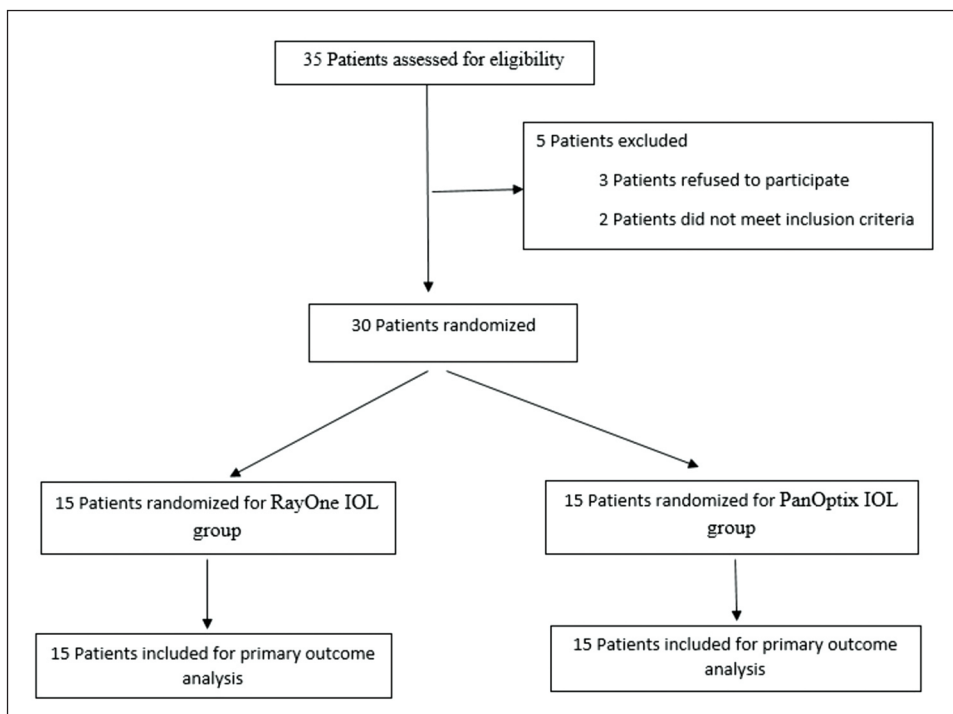 35 Patients assessed for eligibility
5 Patients excluded
3 Patients refused to participate
2 Patients did not meet inclusion criteria
30 Patients randomized
15 Patients randomized for RayOne IOL
group
15 Patients randomized for PanOptix IOL
group
15 Patients included for primary outcome
analysis
15 Patients included for primary outcome
analysis